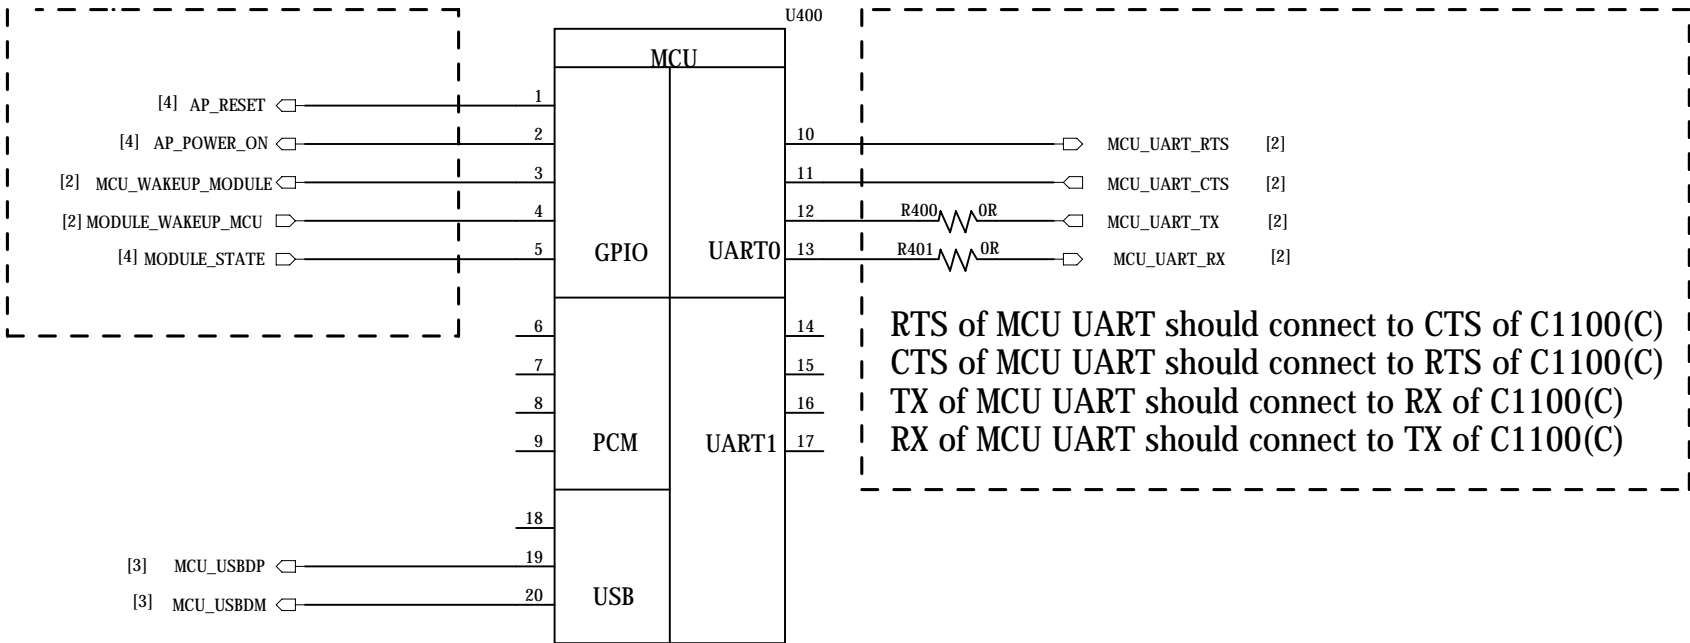 U400
MCU
[4] AP_RESET 1
[4] AP_POWER_ON 2
10 MCU_UART_RTS [2]
[2] MCU_WAKEUP_MODULE 3
11 MCU_UART_CTS [2]
[2] MODULE_WAKEUP_MCU 4
12 R400 0R MCU_UART_TX [2]
[4] MODULE_STATE 5
GPIO
UART0
13 R401 0R MCU_UART_RX [2]
RTS of MCU UART should connect to CTS of C1100(C)
CTS of MCU UART should connect to RTS of C1100(C)
TX of MCU UART should connect to RX of C1100(C)
RX of MCU UART should connect to TX of C1100(C)
6
14
7
15
8
16
9
PCM
UART1
17
18
[3] MCU_USBDP 19
[3] MCU_USBDM 20
USB